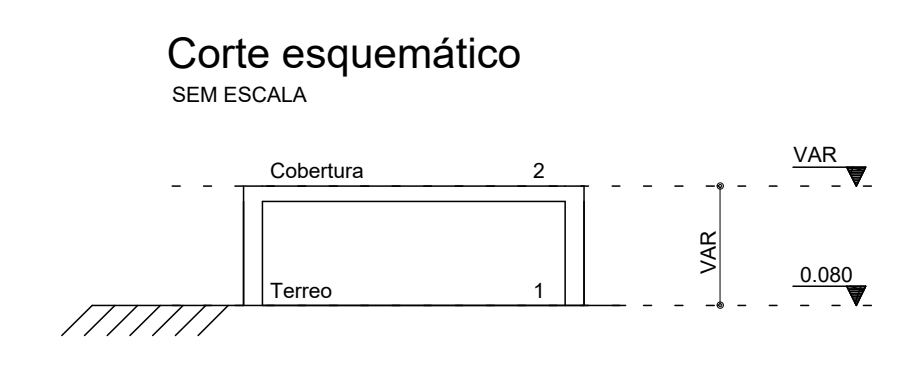 Corte esquemático
SEM ESCALA
VAR
Cobertura 2
VAR
0.080
Terreo 1